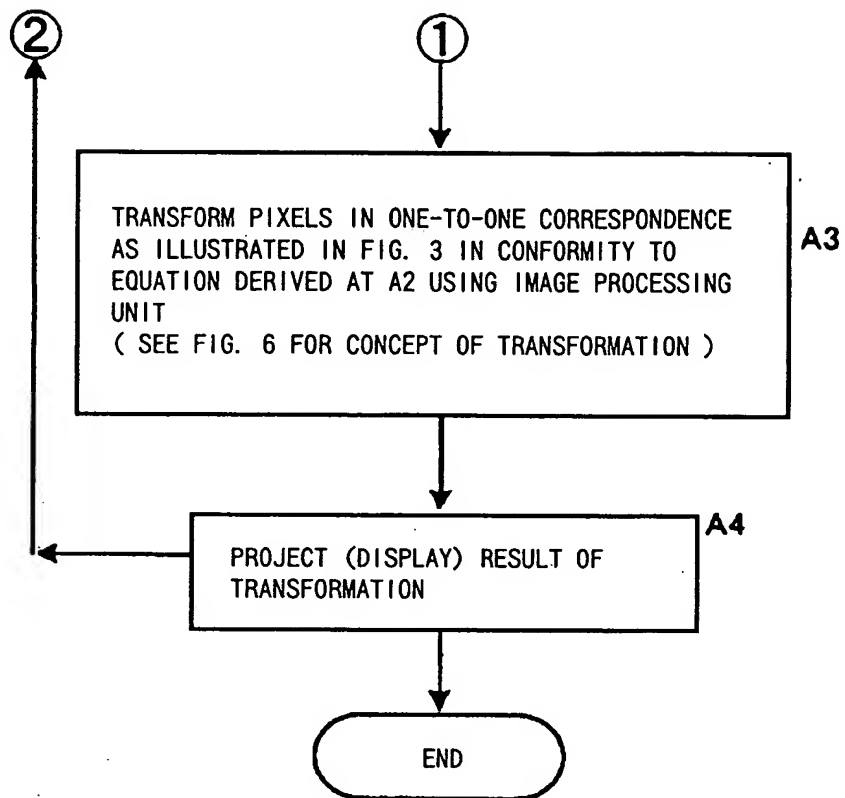 ② ①
TRANSFORM PIXELS IN ONE-TO-ONE CORRESPONDENCE
AS ILLUSTRATED IN FIG. 3 IN CONFORMITY TO
EQUATION DERIVED AT A2 USING IMAGE PROCESSING
UNIT
( SEE FIG. 6 FOR CONCEPT OF TRANSFORMATION )
A3
A4
PROJECT (DISPLAY) RESULT OF
TRANSFORMATION
END